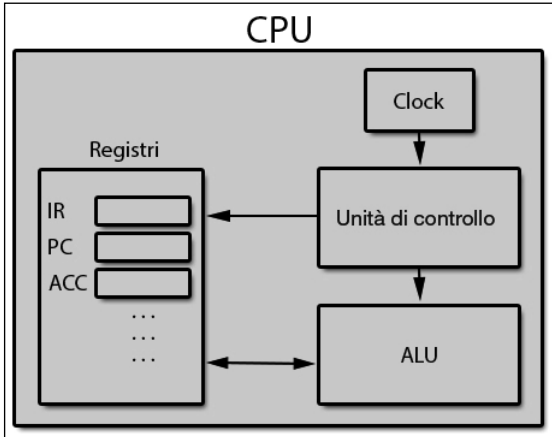 CPU
Clock
Registri
IR
PC
ACC
...
...
...
Unità di controllo
ALU